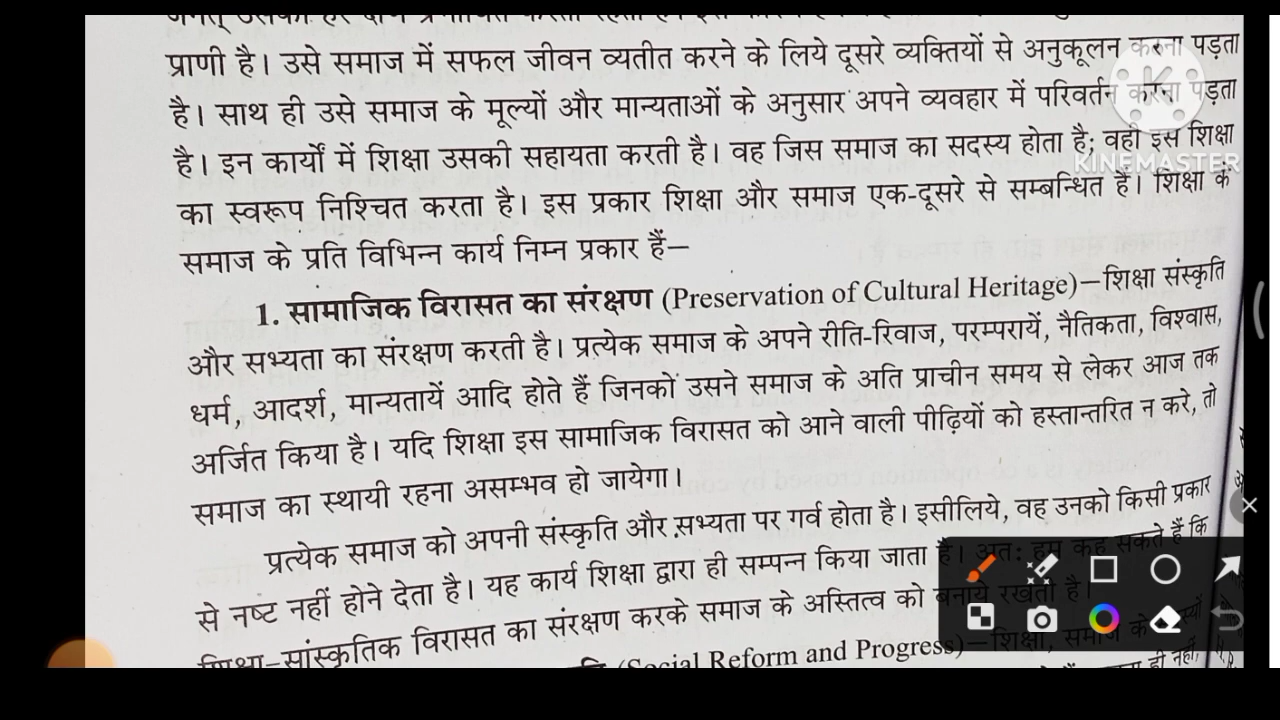 प्राणी है। उसे समाज में सफल जीवन व्यतीत करने के लिये दूसरे व्यक्तियों से अनुकूलन करना पड़ता
है। साथ ही उसे समाज के मूल्यों और मान्यताओं के अनुसार अपने व्यवहार में परिवर्तन करना पड़ता
है। इन कार्यों में शिक्षा उसकी सहायता करती है। वह जिस समाज का सदस्य होता है; वही इस शिक्षा
KINEMASTER
का स्वरूप निश्चित करता है। इस प्रकार शिक्षा और समाज एक-दूसरे से सम्बन्धित हैं। शिक्षा के
समाज के प्रति विभिन्न कार्य निम्न प्रकार हैं—
1. सामाजिक विरासत का संरक्षण (Preservation of Cultural Heritage)—शिक्षा संस्कृति
और सभ्यता का संरक्षण करती है। प्रत्येक समाज के अपने रीति-रिवाज, परम्परायें, नैतिकता, विश्वास,
धर्म, आदर्श, मान्यतायें आदि होते हैं जिनको उसने समाज के अति प्राचीन समय से लेकर आज तक
अर्जित किया है। यदि शिक्षा इस सामाजिक विरासत को आने वाली पीढ़ियों को हस्तान्तरित न करे, तो
समाज का स्थायी रहना असम्भव हो जायेगा।
प्रत्येक समाज को अपनी संस्कृति और सभ्यता पर गर्व होता है। इसीलिये, वह उनको किसी प्रकार
से नष्ट नहीं होने देता है। यह कार्य शिक्षा द्वारा ही सम्पन्न किया जाता है। अतः हम कह सकते हैं कि
शिक्षा-सांस्कृतिक विरासत का संरक्षण करके समाज के अस्तित्व को बनाये रखती है।
(Social Reform and Progress)—शिक्षा, समाज के